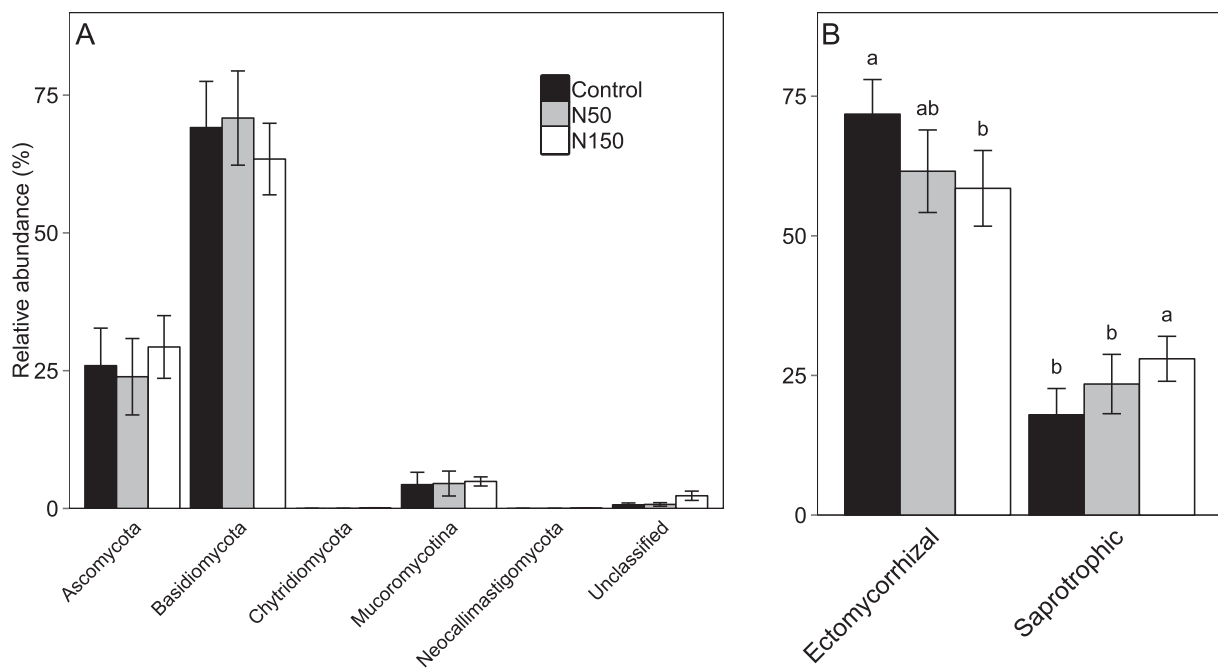 A
Control
N50
N150
Relative abundance (%)
75
50
25
0
Ascomycota
Basidiomycota
Chytridiomycota
Mucoromycotina
Neocallimastigomycota
Unclassified
B
a
ab
b
b
b
a
75
50
25
0
Ectomycorrhizal
Saprotrophic